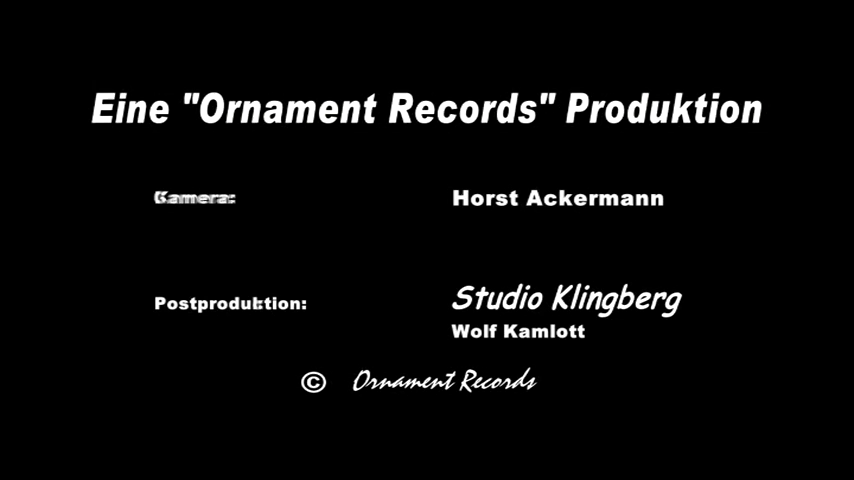 Eine "Ornament Records" Produktion
Kamera: Horst Ackermann
Postproduktion: Studio Klingberg
Wolf Kamlott
© Ornament Records